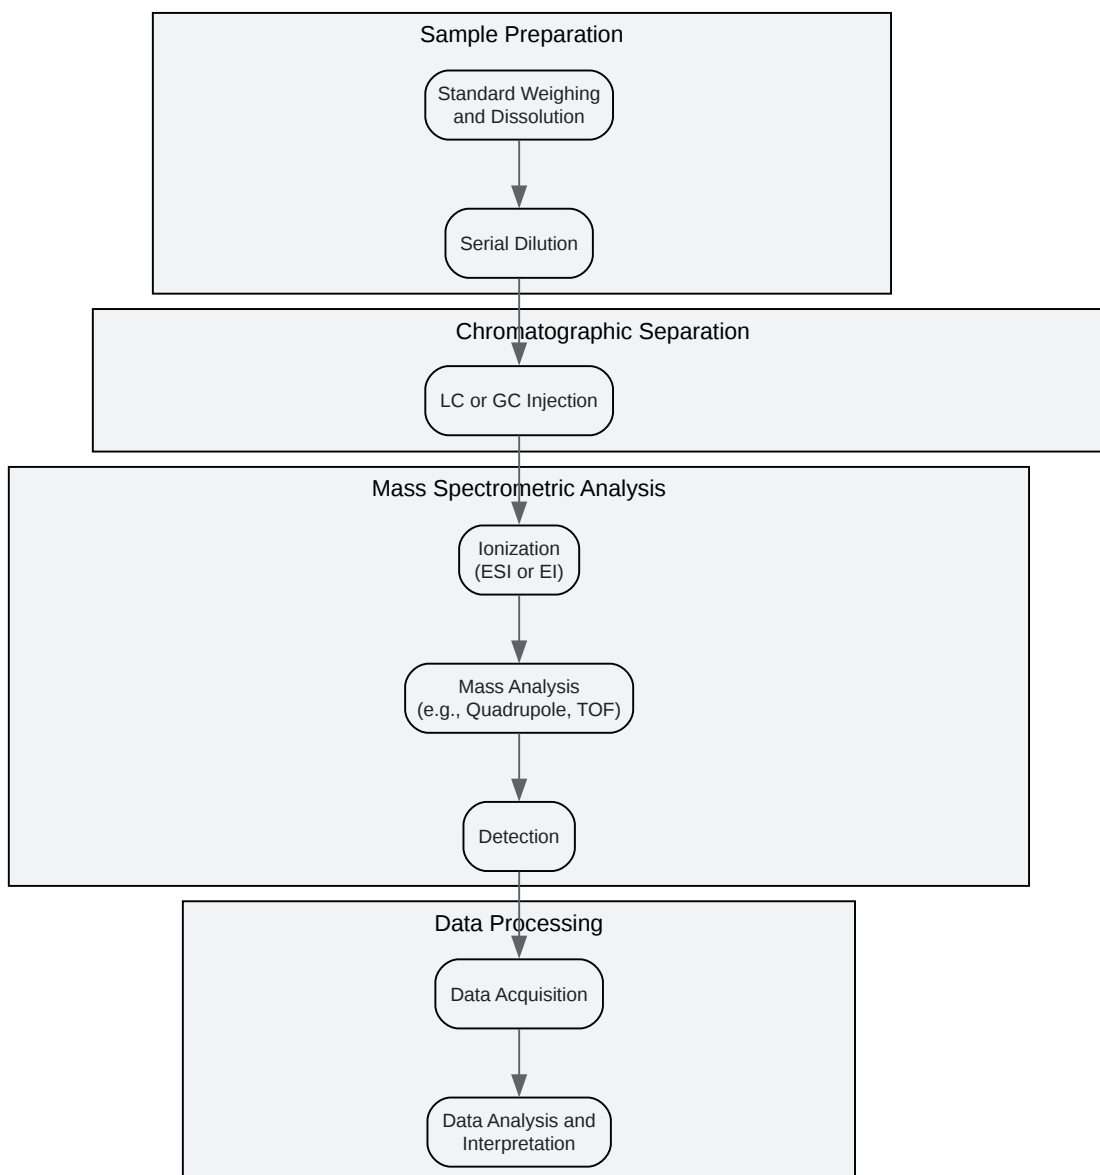 Sample Preparation
Standard Weighing
and Dissolution
Serial Dilution
Chromatographic Separation
LC or GC Injection
Mass Spectrometric Analysis
Ionization
(ESI or EI)
Mass Analysis
(e.g., Quadrupole, TOF)
Detection
Data Processing
Data Acquisition
Data Analysis and
Interpretation